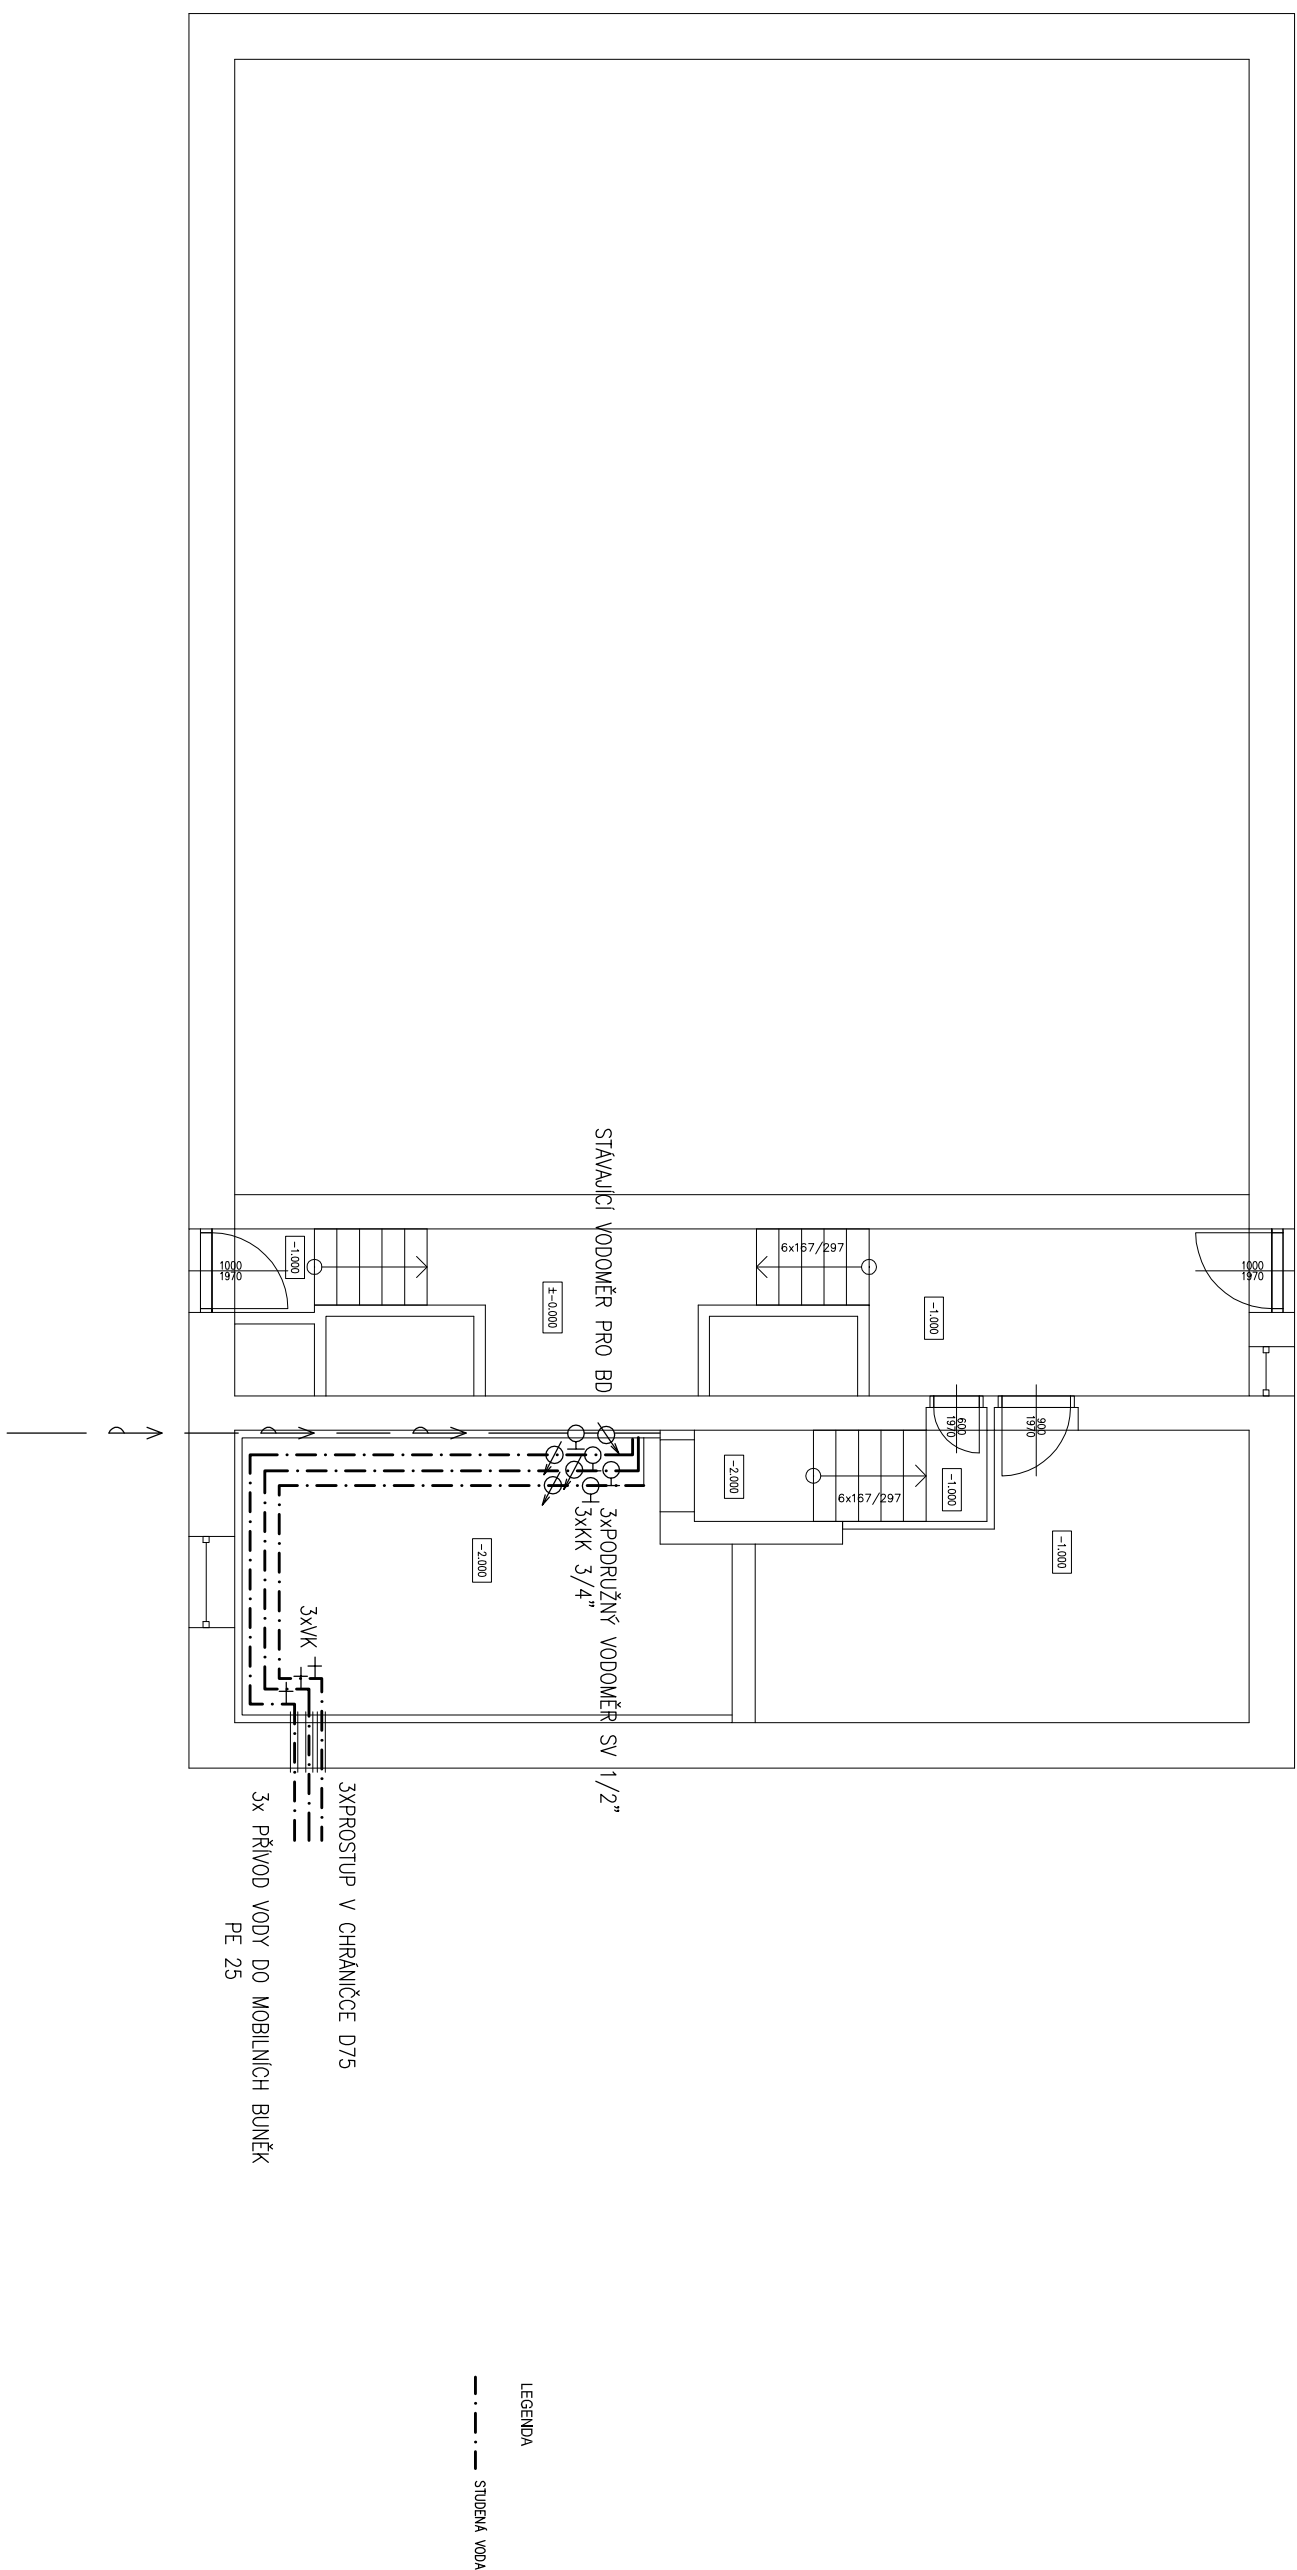 STÁVAJÍCÍ VODOMĚR PRO BD
1000
1970
-1.000
±-0.000
6x167/297
-1.000
1000
1970
600
1970
900
1970
-2.000
6x167/297
-1.000
-1.000
-2.000
3xPODRUŽNÝ VODOMĚR SV 1/2"
3xKK 3/4"
3xVK
3XPROSTUP V CHRÁNIČCE D75
3x PŘÍVOD VODY DO MOBILNÍCH BUNĚK
PE 25
LEGENDA
STUDENÁ VODA